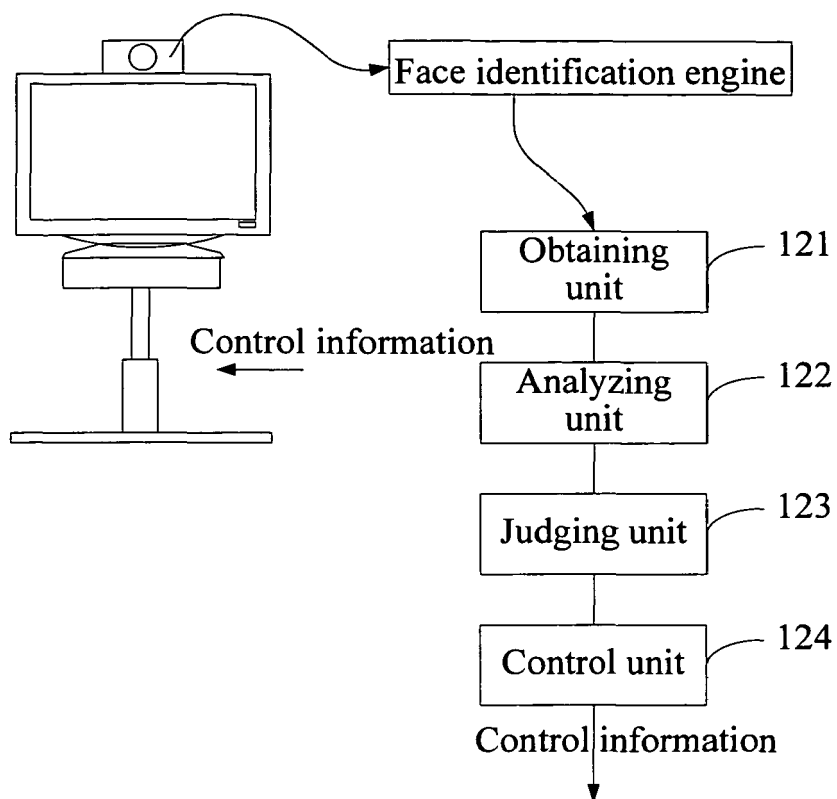 Face identification engine
Obtaining
unit
121
Control information
Analyzing
unit
122
Judging unit
123
Control unit
124
Control information